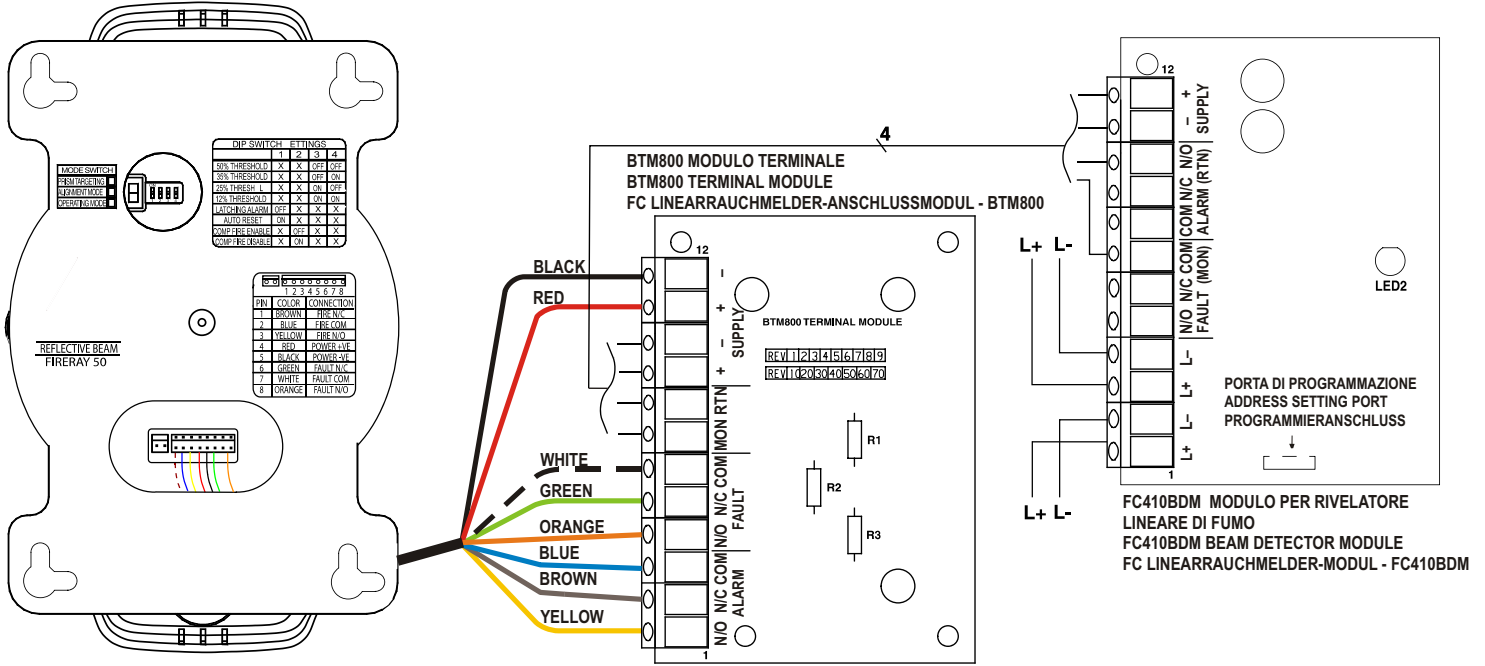 MODE SWITCH
PRISM TARGETING
ALIGNMENT MODE
OPERATING MODE
DIP SWITCH ETTINGS
1 2 3 4
50% THRESHOLD X X OFF OFF
35% THRESHOLD X X OFF ON
25% THRESH L X X ON OFF
12% THRESHOLD X X ON ON
LATCHING ALARM OFF X X X
AUTO RESET ON X X X
COMP FIRE ENABLE X OFF X X
COMP FIRE DISABLE X ON X X
1 2 3 4 5 6 7 8
PIN COLOR CONNECTION
1 BROWN FIRE N/C
2 BLUE FIRE COM
3 YELLOW FIRE N/O
4 RED POWER +VE
5 BLACK POWER -VE
6 GREEN FAULT N/C
7 WHITE FAULT COM
8 ORANGE FAULT N/O
REFLECTIVE BEAM
FIRERAY 50
BLACK
RED
WHITE
GREEN
ORANGE
BLUE
BROWN
YELLOW
4
BTM800 MODULO TERMINALE
BTM800 TERMINAL MODULE
FC LINEARRAUCHMELDER-ANSCHLUSSMODUL - BTM800
12
– + – +
SUPPLY
MON RTN
N/O N/C COM
FAULT
N/O N/C COM
ALARM
1
BTM800 TERMINAL MODULE
REV 1 2 3 4 5 6 7 8 9
REV 10 20 30 40 50 60 70
R1
R2
R3
12
+ –
SUPPLY
COM N/C N/O
ALARM (RTN)
N/O N/C COM
FAULT (MON)
L-
L+
L-
L+
1
L+ L-
L+ L-
LED2
PORTA DI PROGRAMMAZIONE
ADDRESS SETTING PORT
PROGRAMMIERANSCHLUSS
FC410BDM MODULO PER RIVELATORE
LINEARE DI FUMO
FC410BDM BEAM DETECTOR MODULE
FC LINEARRAUCHMELDER-MODUL - FC410BDM